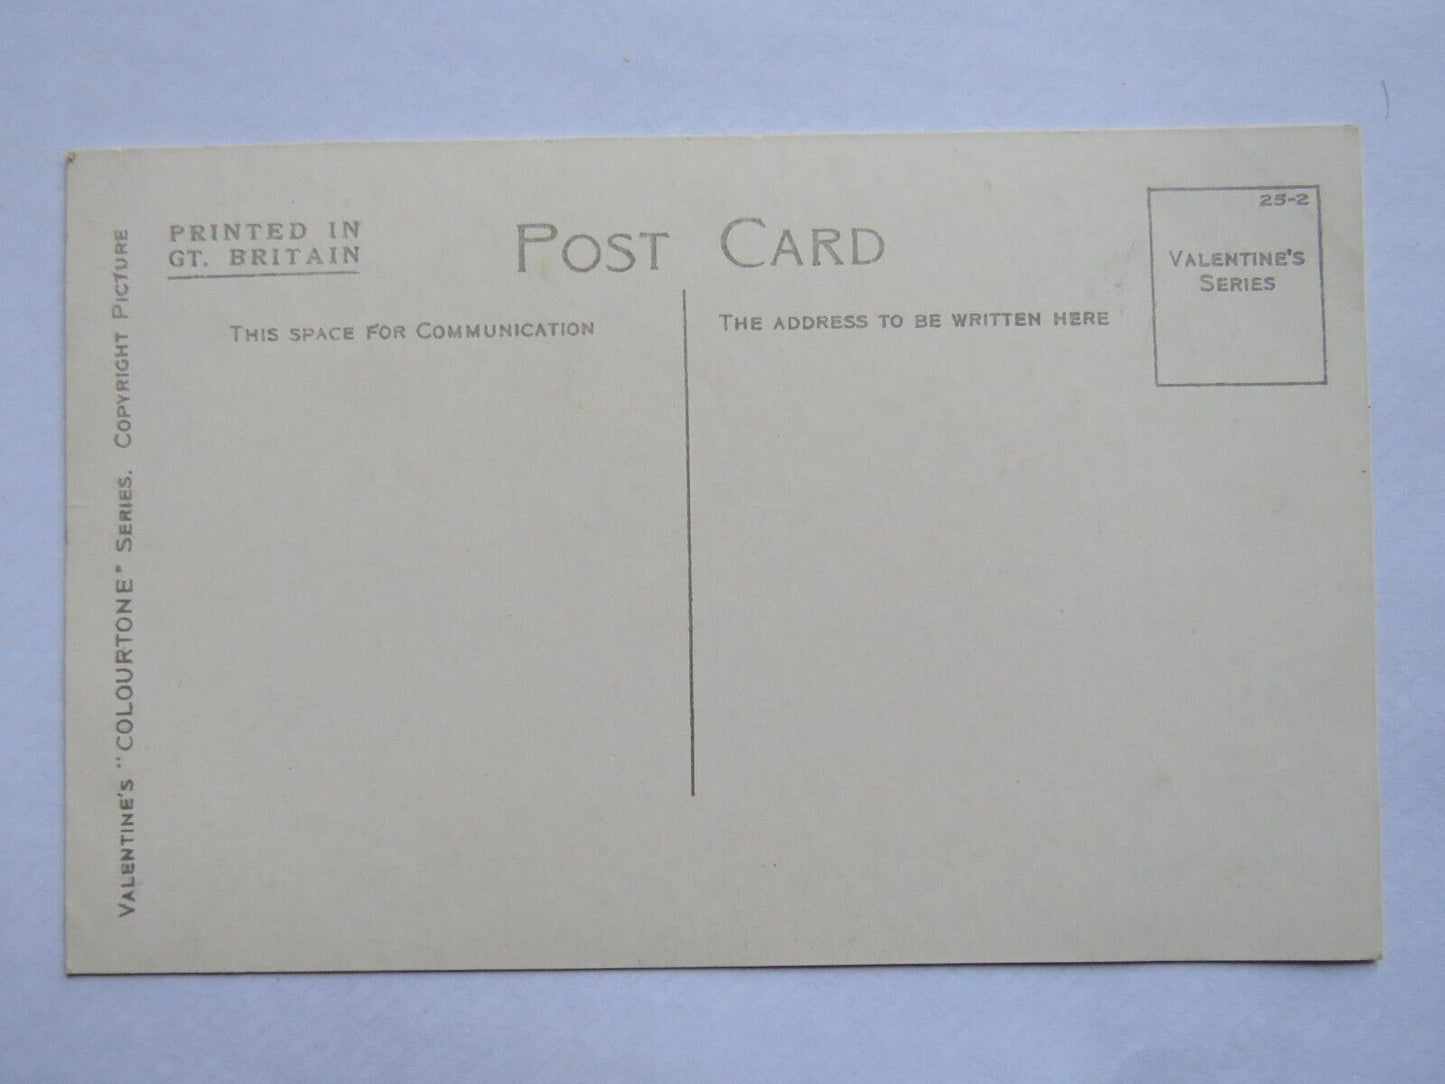 PRINTED IN
GT. BRITAIN
POST CARD
THIS SPACE FOR COMMUNICATION
THE ADDRESS TO BE WRITTEN HERE
25-2
VALENTINE'S
SERIES
VALENTINE'S "COLOURTONE" SERIES. COPYRIGHT PICTURE